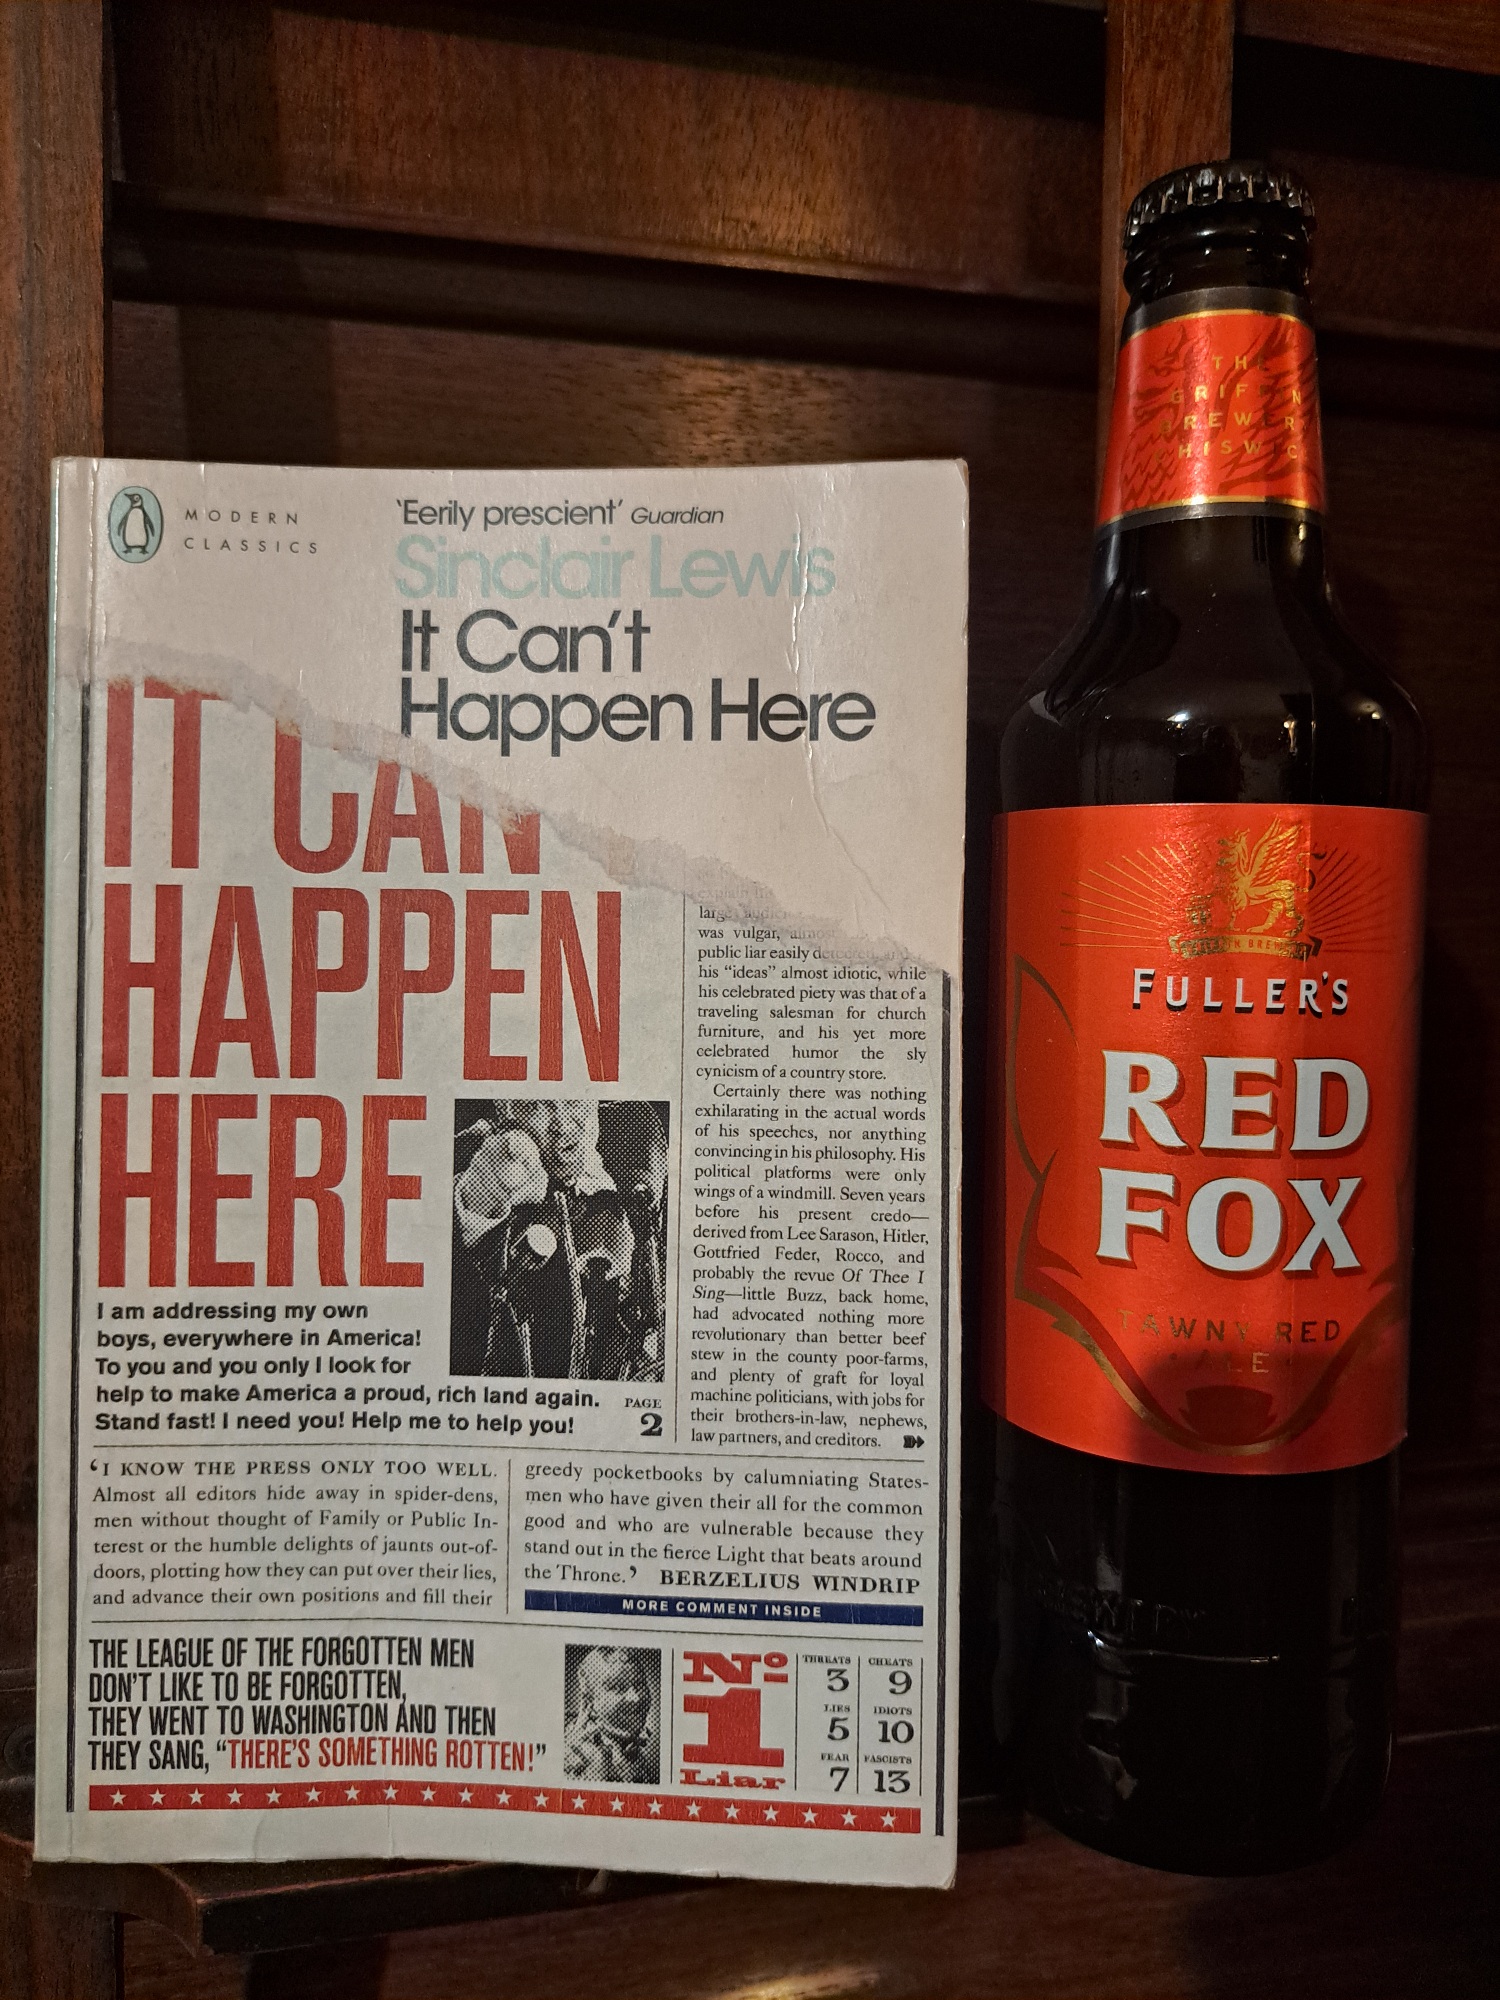 MODERN
CLASSICS
‘Eerily prescient’ Guardian
Sinclair Lewis
It Can’t
Happen Here
IT CAN
HAPPEN
HERE
I am addressing my own
boys, everywhere in America!
To you and you only I look for
help to make America a proud, rich land again.
Stand fast! I need you! Help me to help you!
PAGE
2
large
was vulgar, almost
public liar easily detected, and
his “ideas” almost idiotic, while
his celebrated piety was that of a
traveling salesman for church
furniture, and his yet more
celebrated humor the sly
cynicism of a country store.
Certainly there was nothing
exhilarating in the actual words
of his speeches, nor anything
convincing in his philosophy. His
political platforms were only
wings of a windmill. Seven years
before his present credo—
derived from Lee Sarason, Hitler,
Gottfried Feder, Rocco, and
probably the revue Of Thee I
Sing—little Buzz, back home,
had advocated nothing more
revolutionary than better beef
stew in the county poor-farms,
and plenty of graft for loyal
machine politicians, with jobs for
their brothers-in-law, nephews,
law partners, and creditors.
‘I KNOW THE PRESS ONLY TOO WELL.
Almost all editors hide away in spider-dens,
men without thought of Family or Public In-
terest or the humble delights of jaunts out-of-
doors, plotting how they can put over their lies,
and advance their own positions and fill their
greedy pocketbooks by calumniating States-
men who have given their all for the common
good and who are vulnerable because they
stand out in the fierce Light that beats around
the Throne.’ BERZELIUS WINDRIP
MORE COMMENT INSIDE
THE LEAGUE OF THE FORGOTTEN MEN
DON’T LIKE TO BE FORGOTTEN,
THEY WENT TO WASHINGTON AND THEN
THEY SANG, “THERE’S SOMETHING ROTTEN!”
No
1
Liar
THREATS
3
LIES
5
FEAR
7
CHEATS
9
IDIOTS
10
FASCISTS
13
THE
GRIFFIN
BREWERY
CHISWICK
FULLER’S
RED
FOX
TAWNY RED
ALE